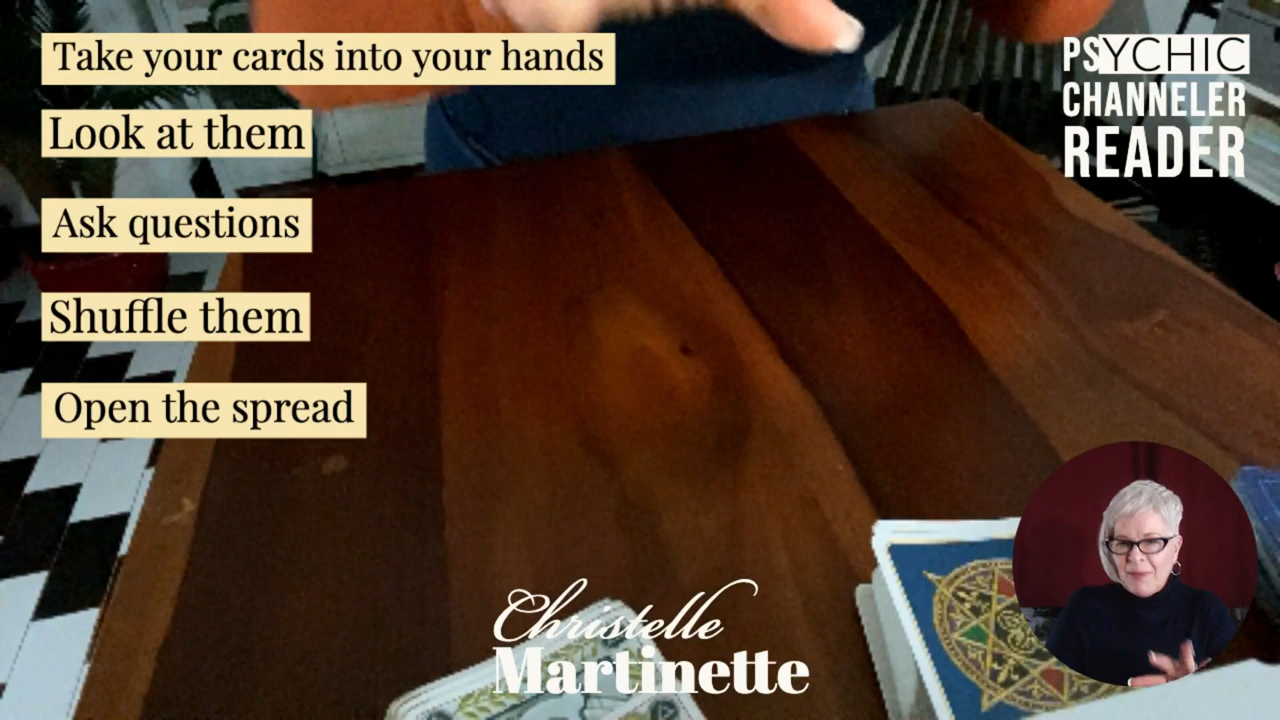 Take your cards into your hands
Look at them
Ask questions
Shuffle them
Open the spread
PSYCHIC
CHANNELER
READER
Christelle
Martinette